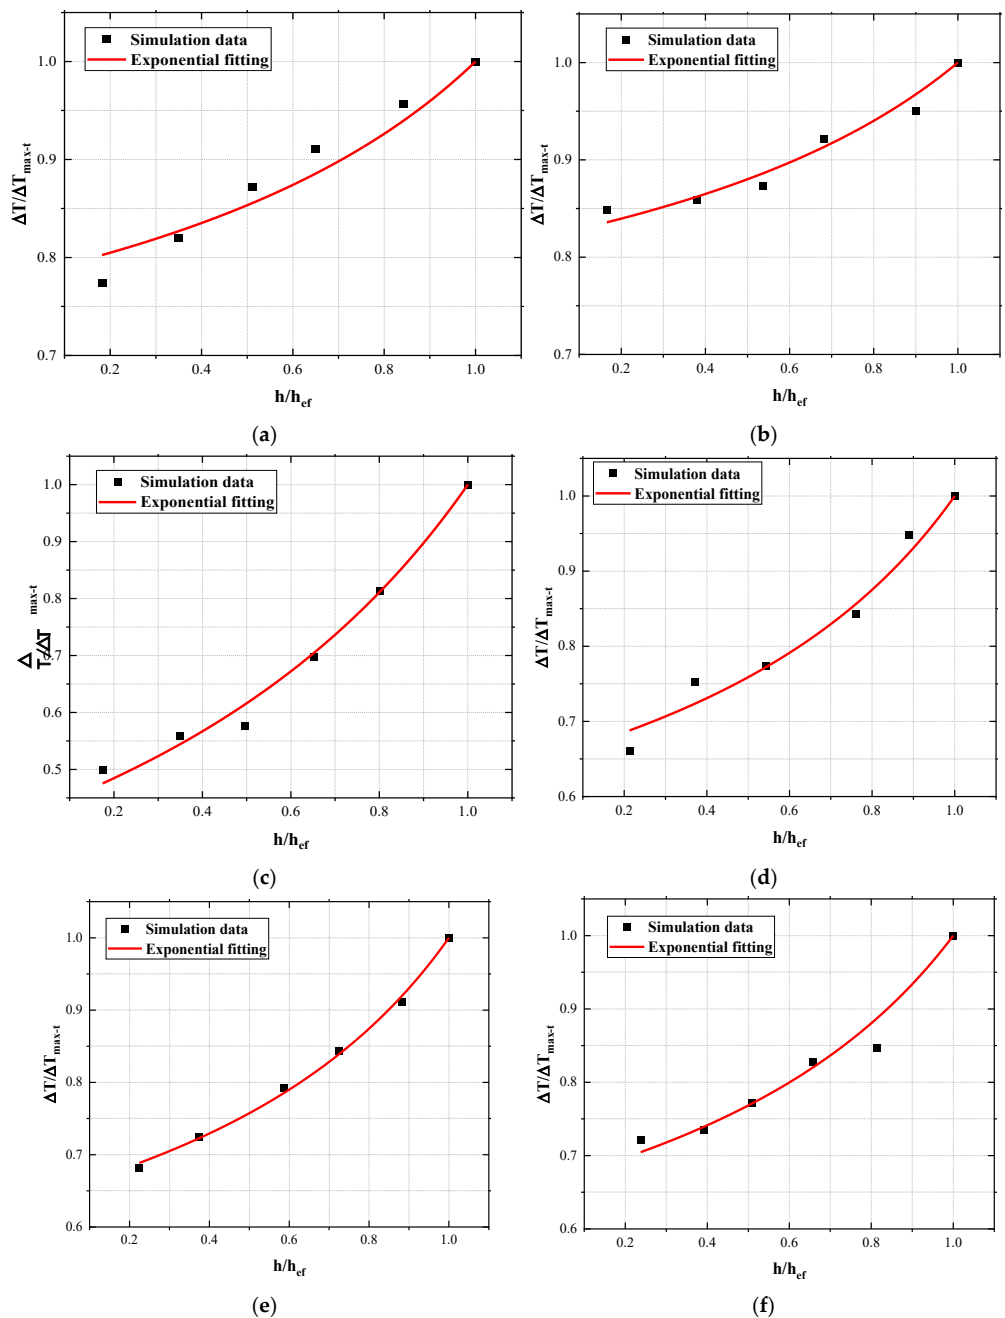 Simulation data
Exponential fitting
1.0
0.9
0.8
0.7
ΔT/ΔTmax-t
0.2 0.4 0.6 0.8 1.0
h/hef
(a)
Simulation data
Exponential fitting
1.0
0.9
0.8
0.7
ΔT/ΔTmax-t
0.2 0.4 0.6 0.8 1.0
h/hef
(b)
Simulation data
Exponential fitting
1.0
0.9
0.8
0.7
0.6
0.5
Δ
T/ΔT max-t
0.2 0.4 0.6 0.8 1.0
h/hef
(c)
Simulation data
Exponential fitting
1.0
0.9
0.8
0.7
0.6
ΔT/ΔTmax-t
0.2 0.4 0.6 0.8 1.0
h/hef
(d)
Simulation data
Exponential fitting
1.0
0.9
0.8
0.7
0.6
ΔT/ΔTmax-t
0.2 0.4 0.6 0.8 1.0
h/hef
(e)
Simulation data
Exponential fitting
1.0
0.9
0.8
0.7
0.6
ΔT/ΔTmax-t
0.2 0.4 0.6 0.8 1.0
h/hef
(f)